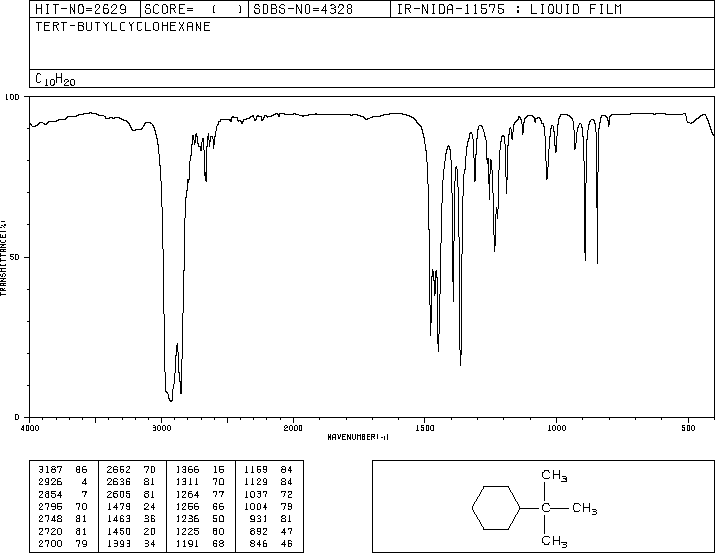 HIT-NO=2629 SCORE= ( ) SDBS-NO=4328 IR-NIDA-11575 : LIQUID FILM
TERT-BUTYLCYCLOHEXANE
C10H20
100
50
0
TRANSMITTANCE(%)
4000 3000 2000 1500 1000 500
WAVENUMBER(-1)
3187 86 2662 70 1366 15 1169 84
2926 4 2636 81 1311 70 1129 84
2854 7 2605 81 1264 77 1037 72
2795 70 1479 24 1256 66 1004 79
2748 81 1463 36 1236 50 931 81
2720 81 1450 20 1225 60 892 47
2700 79 1393 34 1191 68 846 46
CH3
C CH3
CH3